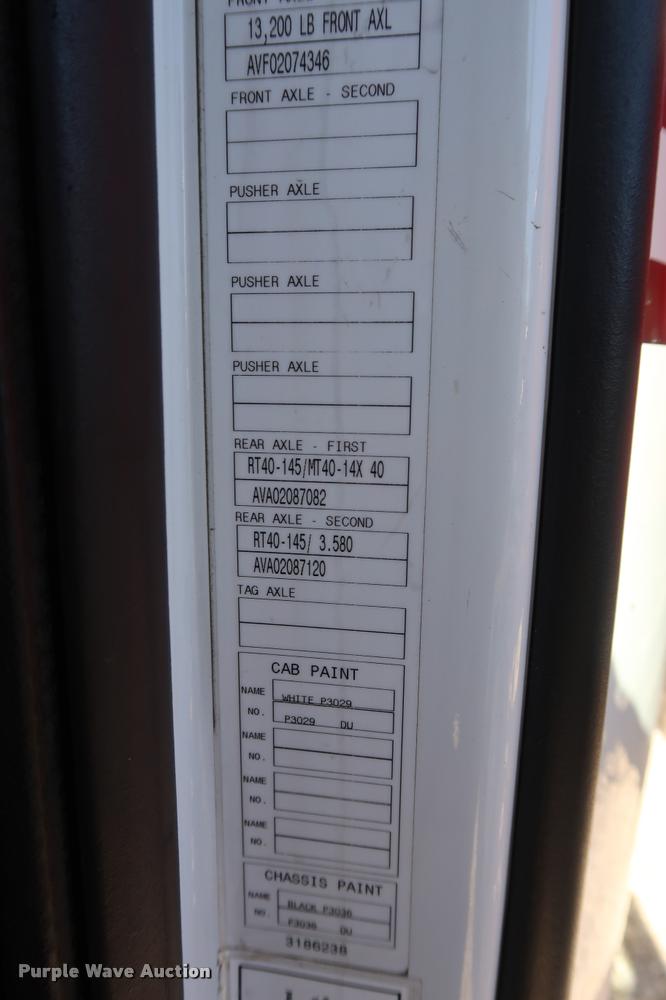 13,200 LB FRONT AXL
AVF02074346
FRONT AXLE - SECOND
PUSHER AXLE
PUSHER AXLE
PUSHER AXLE
REAR AXLE - FIRST
RT40-145/MT40-14X 40
AVA02087082
REAR AXLE - SECOND
RT40-145/ 3.580
AVA02087120
TAG AXLE
CAB PAINT
NAME WHITE P3029
NO. P3029 DU
NAME
NO.
NAME
NO.
NAME
NO.
CHASSIS PAINT
NAME BLACK P3036
NO. P3036 DU
3186238
Purple Wave Auction